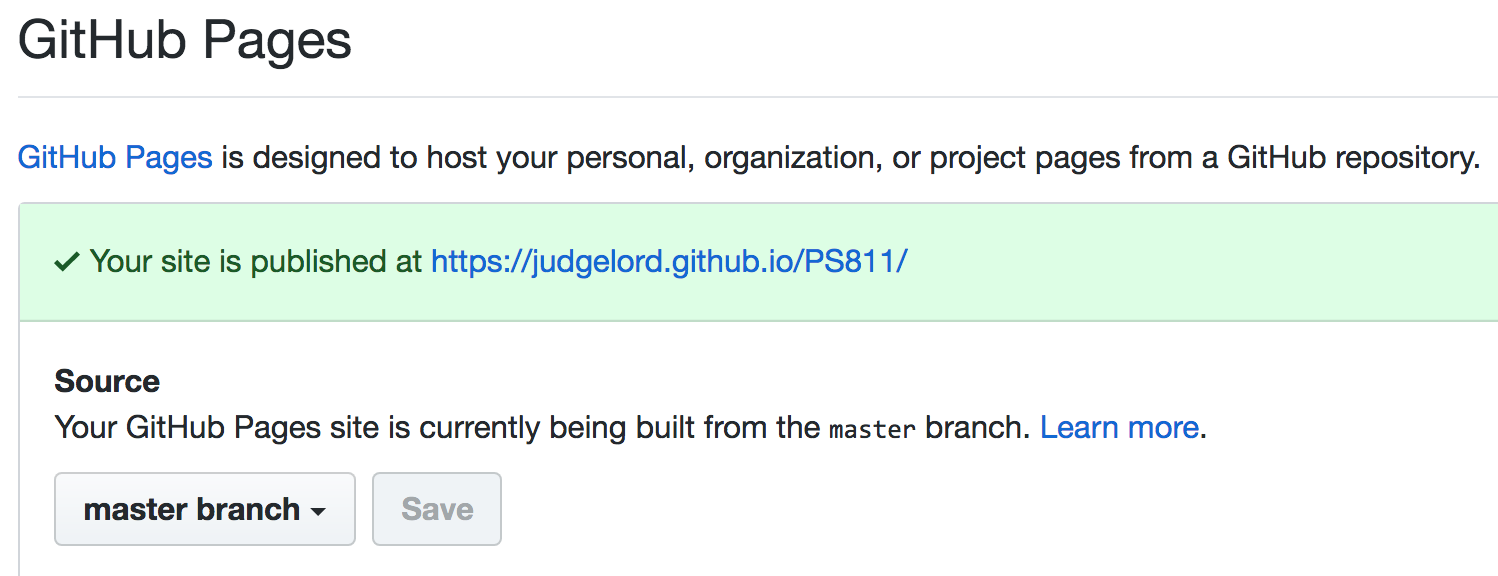 GitHub Pages
GitHub Pages is designed to host your personal, organization, or project pages from a GitHub repository.
✓ Your site is published at https://judgelord.github.io/PS811/
Source
Your GitHub Pages site is currently being built from the master branch. Learn more.
master branch Save